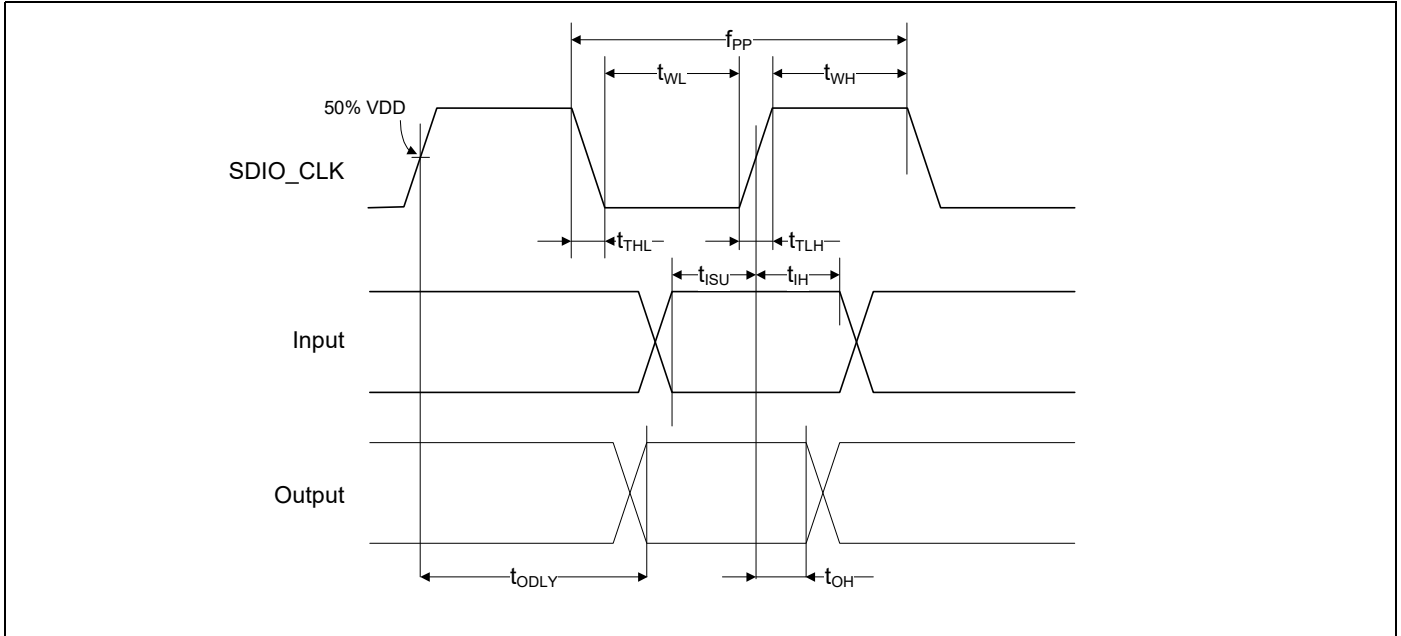 fPP
tWL
tWH
50% VDD
SDIO_CLK
tTHL
tTLH
tISU
tIH
Input
Output
tODLY
tOH